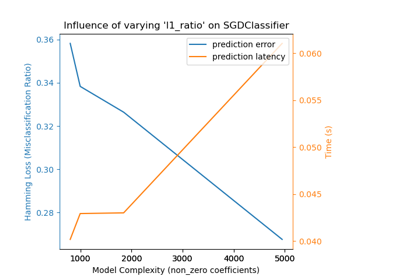 Influence of varying 'l1_ratio' on SGDClassifier
prediction error
prediction latency
0.36
0.34
0.32
0.30
0.28
Hamming Loss (Misclassification Ratio)
0.060
0.055
0.050
0.045
0.040
Time (s)
1000 2000 3000 4000 5000
Model Complexity (non_zero coefficients)